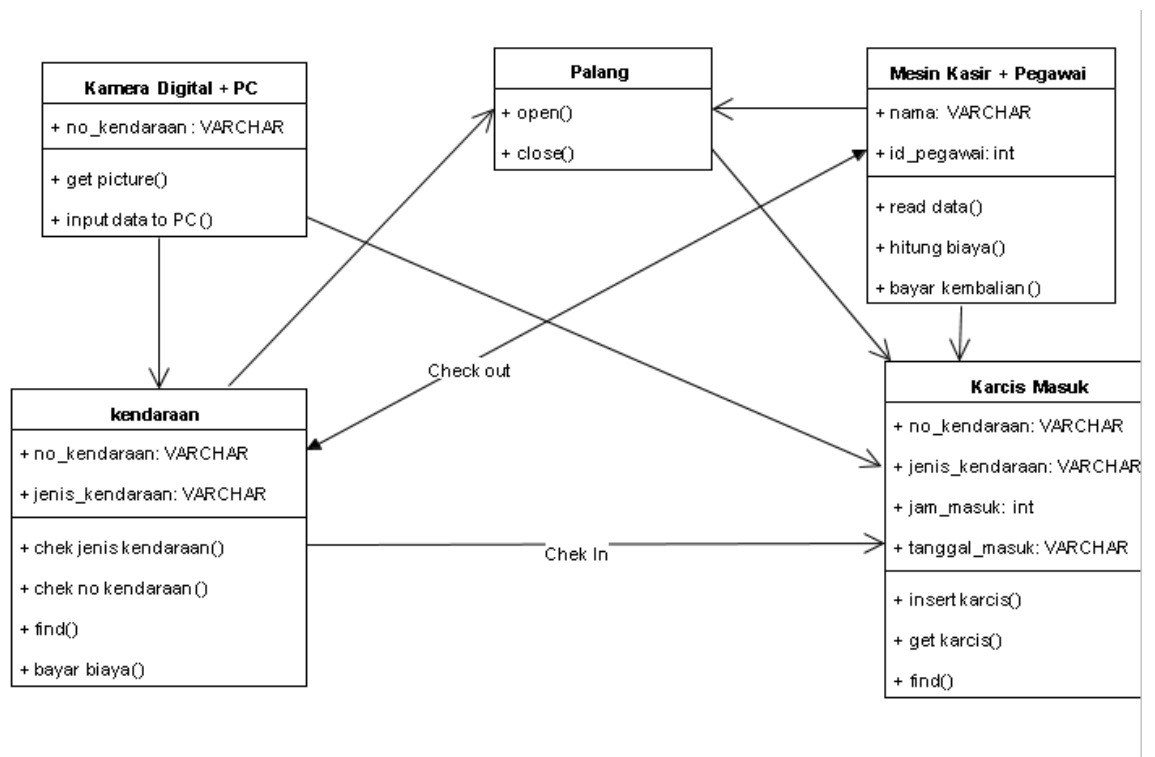 Kamera Digital + PC
+ no_kendaraan : VARCHAR
+ get picture()
+ input data to PC()
Palang
+ open()
+ close()
Mesin Kasir + Pegawai
+ nama: VARCHAR
+ id_pegawai: int
+ read data()
+ hitung biaya()
+ bayar kembalian()
Check out
kendaraan
+ no_kendaraan: VARCHAR
+ jenis_kendaraan: VARCHAR
+ chek jenis kendaraan()
+ chek no kendaraan()
+ find()
+ bayar biaya()
Chek In
Karcis Masuk
+ no_kendaraan: VARCHAR
+ jenis_kendaraan: VARCHAR
+ jam_masuk: int
+ tanggal_masuk: VARCHAR
+ insert karcis()
+ get karcis()
+ find()